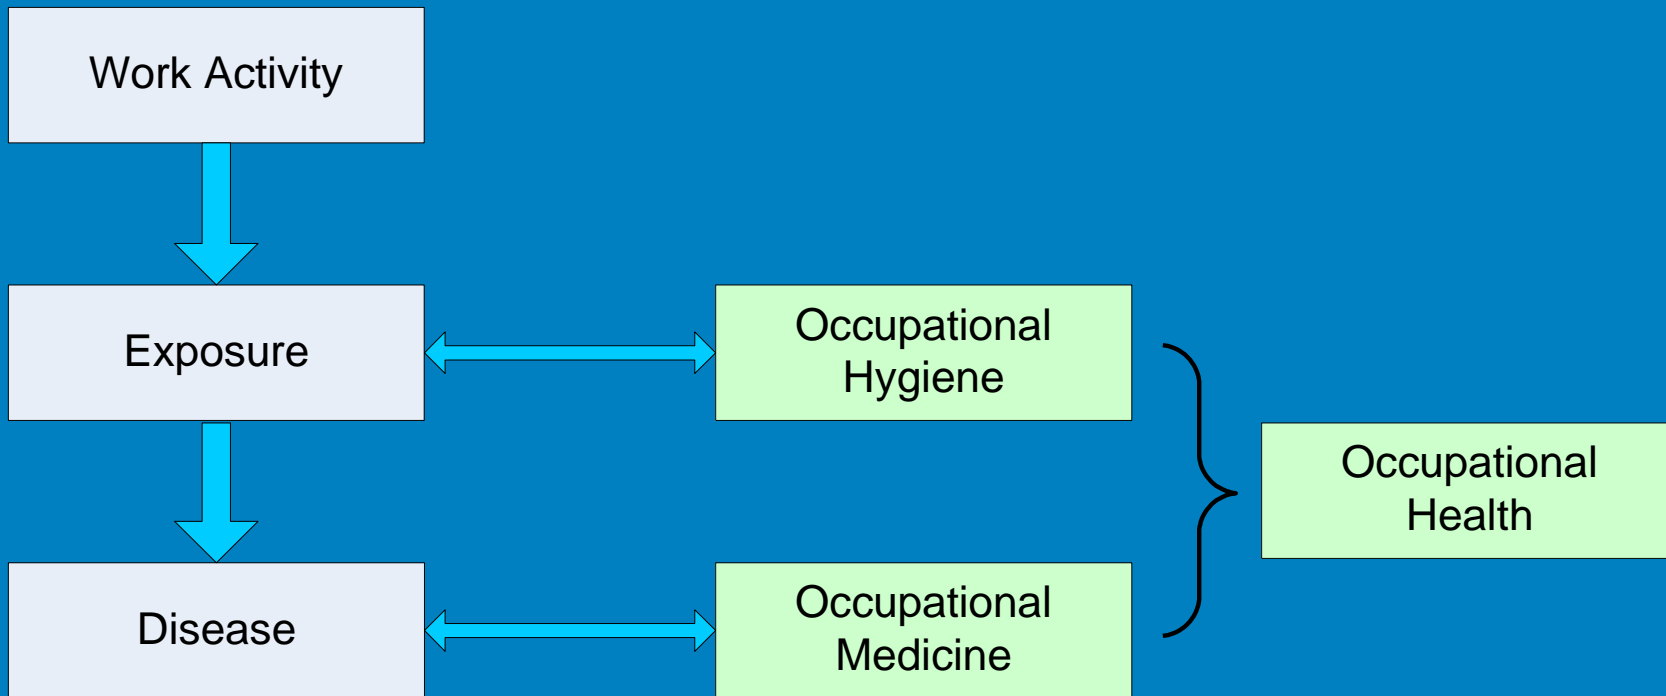 Work Activity
Exposure
Occupational
Hygiene
Occupational
Health
Disease
Occupational
Medicine